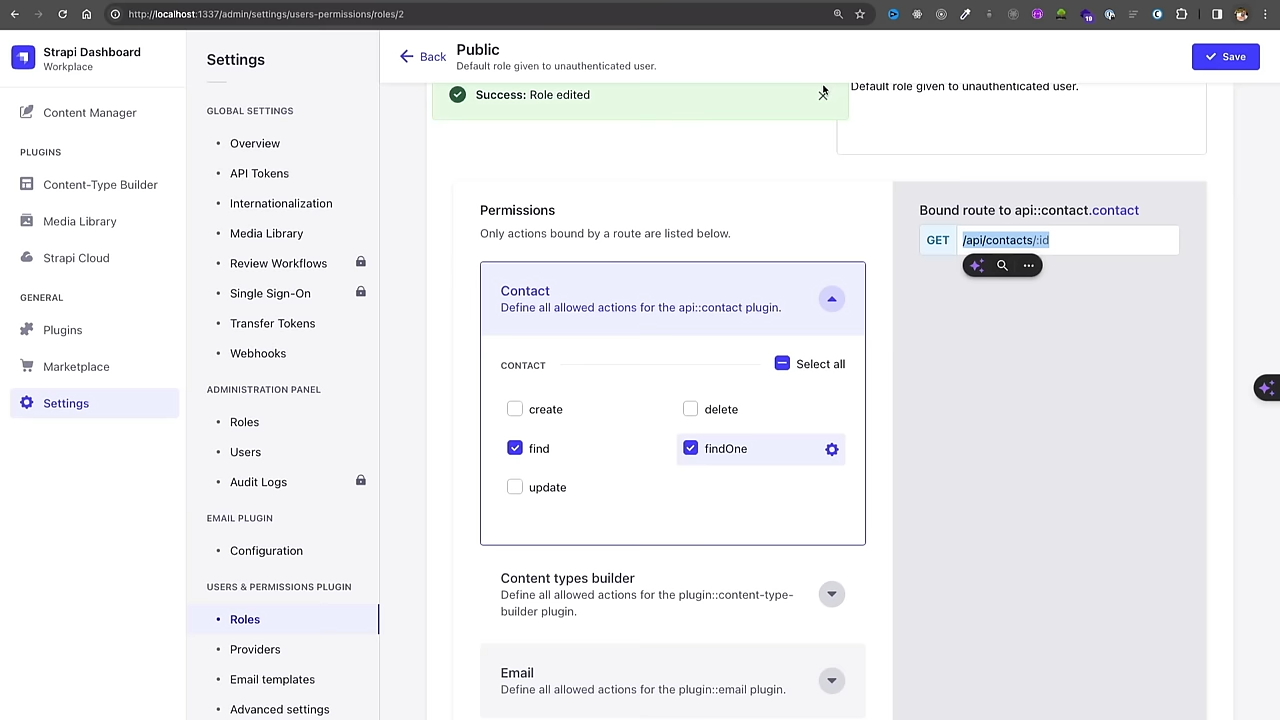 http://localhost:1337/admin/settings/users-permissions/roles/2
Strapi Dashboard
Workplace
Content Manager
PLUGINS
Content-Type Builder
Media Library
Strapi Cloud
GENERAL
Plugins
Marketplace
Settings
Settings
GLOBAL SETTINGS
Overview
API Tokens
Internationalization
Media Library
Review Workflows
Single Sign-On
Transfer Tokens
Webhooks
ADMINISTRATION PANEL
Roles
Users
Audit Logs
EMAIL PLUGIN
Configuration
USERS & PERMISSIONS PLUGIN
Roles
Providers
Email templates
Advanced settings
Back
Public
Default role given to unauthenticated user.
Save
Success: Role edited
Default role given to unauthenticated user.
Permissions
Only actions bound by a route are listed below.
Contact
Define all allowed actions for the api::contact plugin.
CONTACT
Select all
create
delete
find
findOne
update
Content types builder
Define all allowed actions for the plugin::content-type-
builder plugin.
Email
Define all allowed actions for the plugin::email plugin.
Bound route to api::contact.contact
GET /api/contacts/:id